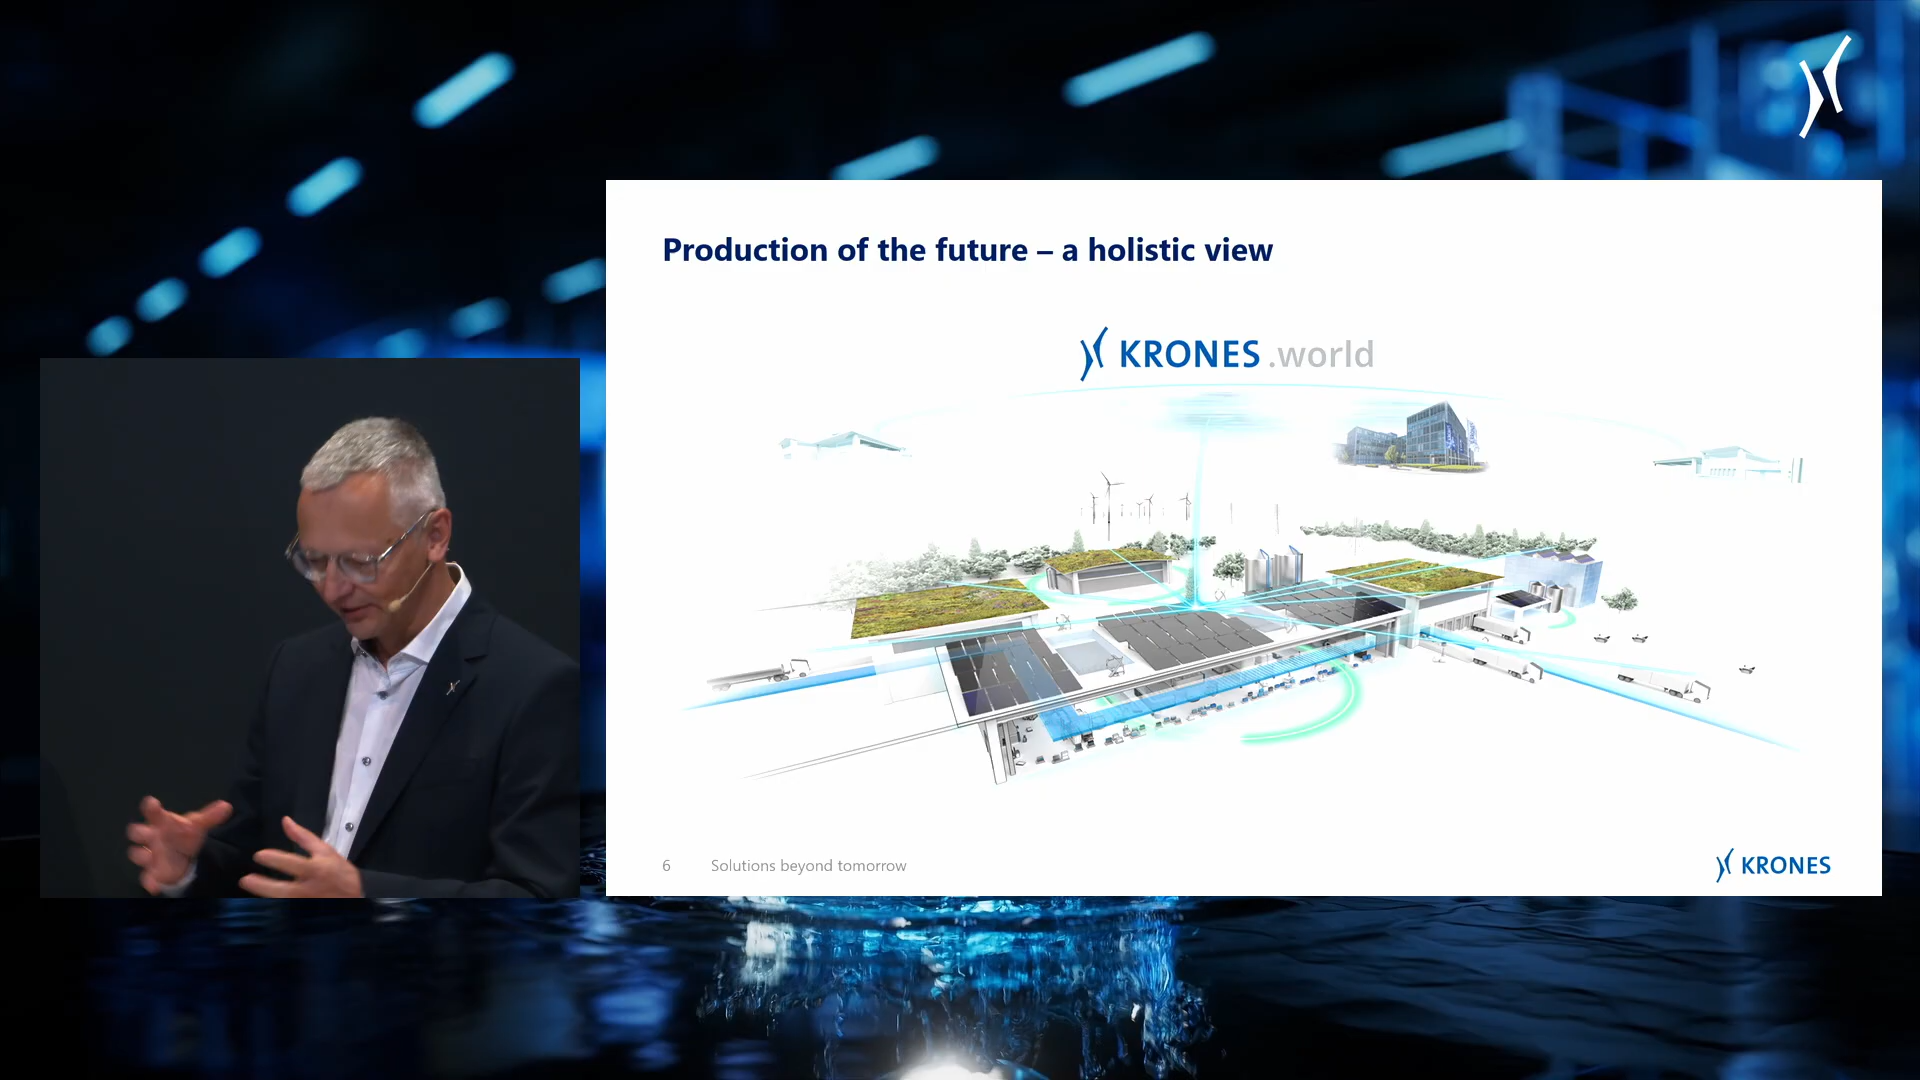 Production of the future – a holistic view
KRONES .world
6 Solutions beyond tomorrow
KRONES